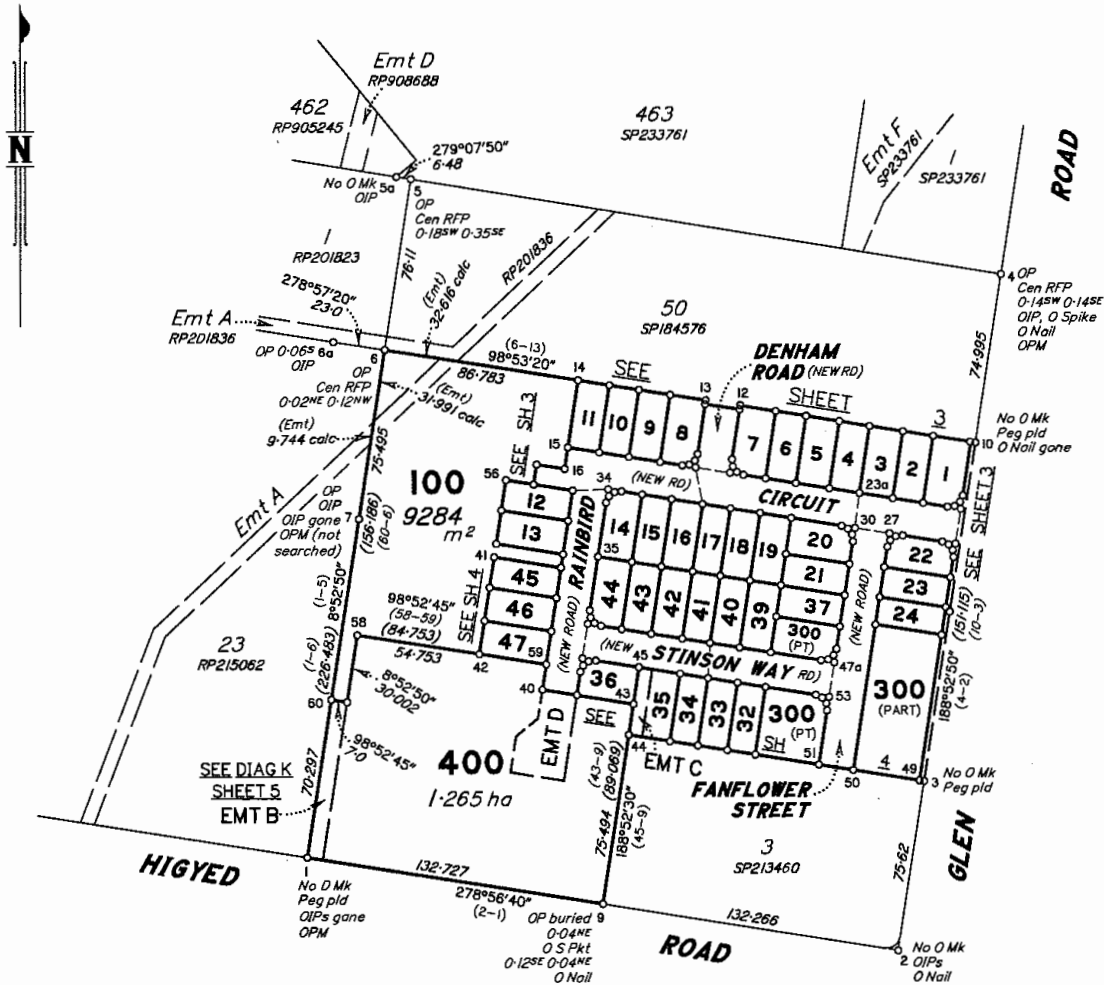 Emt D
RP908688
462
RP905245
463
SP233761
N
Emt F
SP233761
1
SP233761
ROAD
279°07'50"
6·48
No O Mk 5a
OIP
5
OP
Cen RFP
0·18SW 0·35SE
1
RP201823
76·11
RP201836
4 OP
Cen RFP
0·14SW 0·14SE
OIP, O Spike
O Nail
OPM
278°57'20"
23·0
(Emt)
32·616 calc
50
SP184576
74·995
Emt A
RP201836
OP 0·06S 6a
OIP
6
(6-13)
98°53'20"
86·783
DENHAM
ROAD (NEW RD)
OP
Cen RFP
0·02NE 0·12NW
(Emt)
31·991 calc
14
SEE
13
12
SHEET
3
(Emt)
9·744 calc
75·495
SEE SH 3
11
10
9
8
7
6
5
4
3
2
1
10
No O Mk
Peg pld
O Nail gone
15
16
23a
SEE SHEET 3
56
34
(NEW RD)
CIRCUIT
Emt A
OP
OIP
OIP gone
OPM (not
searched)
7
(156·186)
(60-6)
100
9284
m²
12
13
RAINBIRD
14
15
16
17
18
19
20
30
27
22
41
35
21
23
(NEW ROAD)
(1-5)
8°52'50"
98°52'45"
(58-59)
(84·753)
54·753
SEE SH 4
45
46
47
44
43
42
41
40
39
37
24
(151·115)
(10-3)
300
(PT)
58
23
RP215062
(1-6)
(226·483)
42
59
(NEW ROAD)
(NEW
STINSON WAY
RD)
47a
188°52'50"
(4-2)
8°52'50"
30·002
40
36
45
43
35
34
33
32
300
(PT)
53
300
(PART)
60
98°52'45"
7·0
EMT D
SEE
SH
4
SEE DIAG K
SHEET 5
EMT B
70·297
400
1·265 ha
44
EMT C
51
50
49
3
No O Mk
Peg pld
(43-9)
(89·069)
75·494
188°52'30"
(45-9)
FANFLOWER
STREET
3
SP213460
GLEN
75·62
HIGYED
1
No D Mk
Peg pld
OIPs gane
OPM
132·727
278°56'40"
(2-1)
9
OP buried
0·04NE
O S Pkt
0·12SE 0·04NE
O Nail
ROAD
132·266
2
No O Mk
OIPs
O Nail